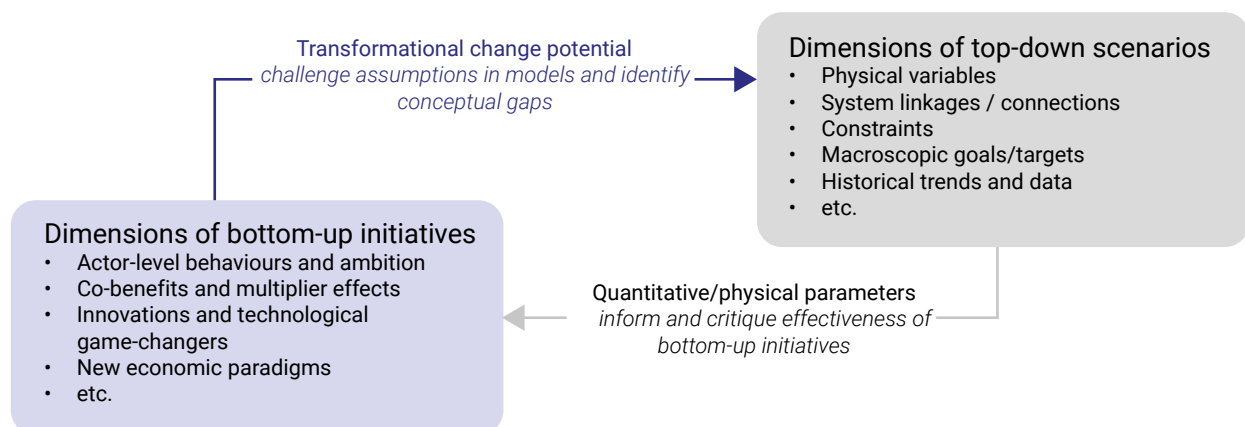 Transformational change potential
challenge assumptions in models and identify
conceptual gaps
Dimensions of top-down scenarios
• Physical variables
• System linkages / connections
• Constraints
• Macroscopic goals/targets
• Historical trends and data
• etc.
Dimensions of bottom-up initiatives
• Actor-level behaviours and ambition
• Co-benefits and multiplier effects
• Innovations and technological
game-changers
• New economic paradigms
• etc.
Quantitative/physical parameters
inform and critique effectiveness of
bottom-up initiatives